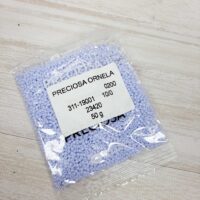 PRECIOSA ORNELA
0200
311-19001 10/0
23420
50 g
PRECIOSA